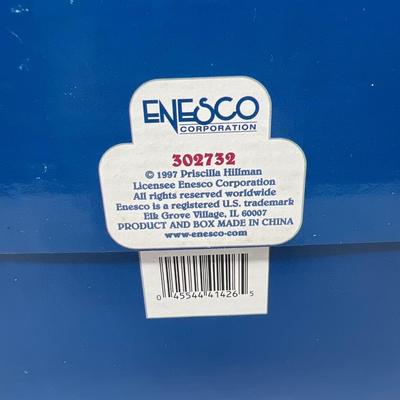 ENESCO
CORPORATION
302732
© 1997 Priscilla Hillman
Licensee Enesco Corporation
All rights reserved worldwide
Enesco is a registered U.S. trademark
Elk Grove Village, IL 60007
PRODUCT AND BOX MADE IN CHINA
www.enesco-com
0 45544 41426 5